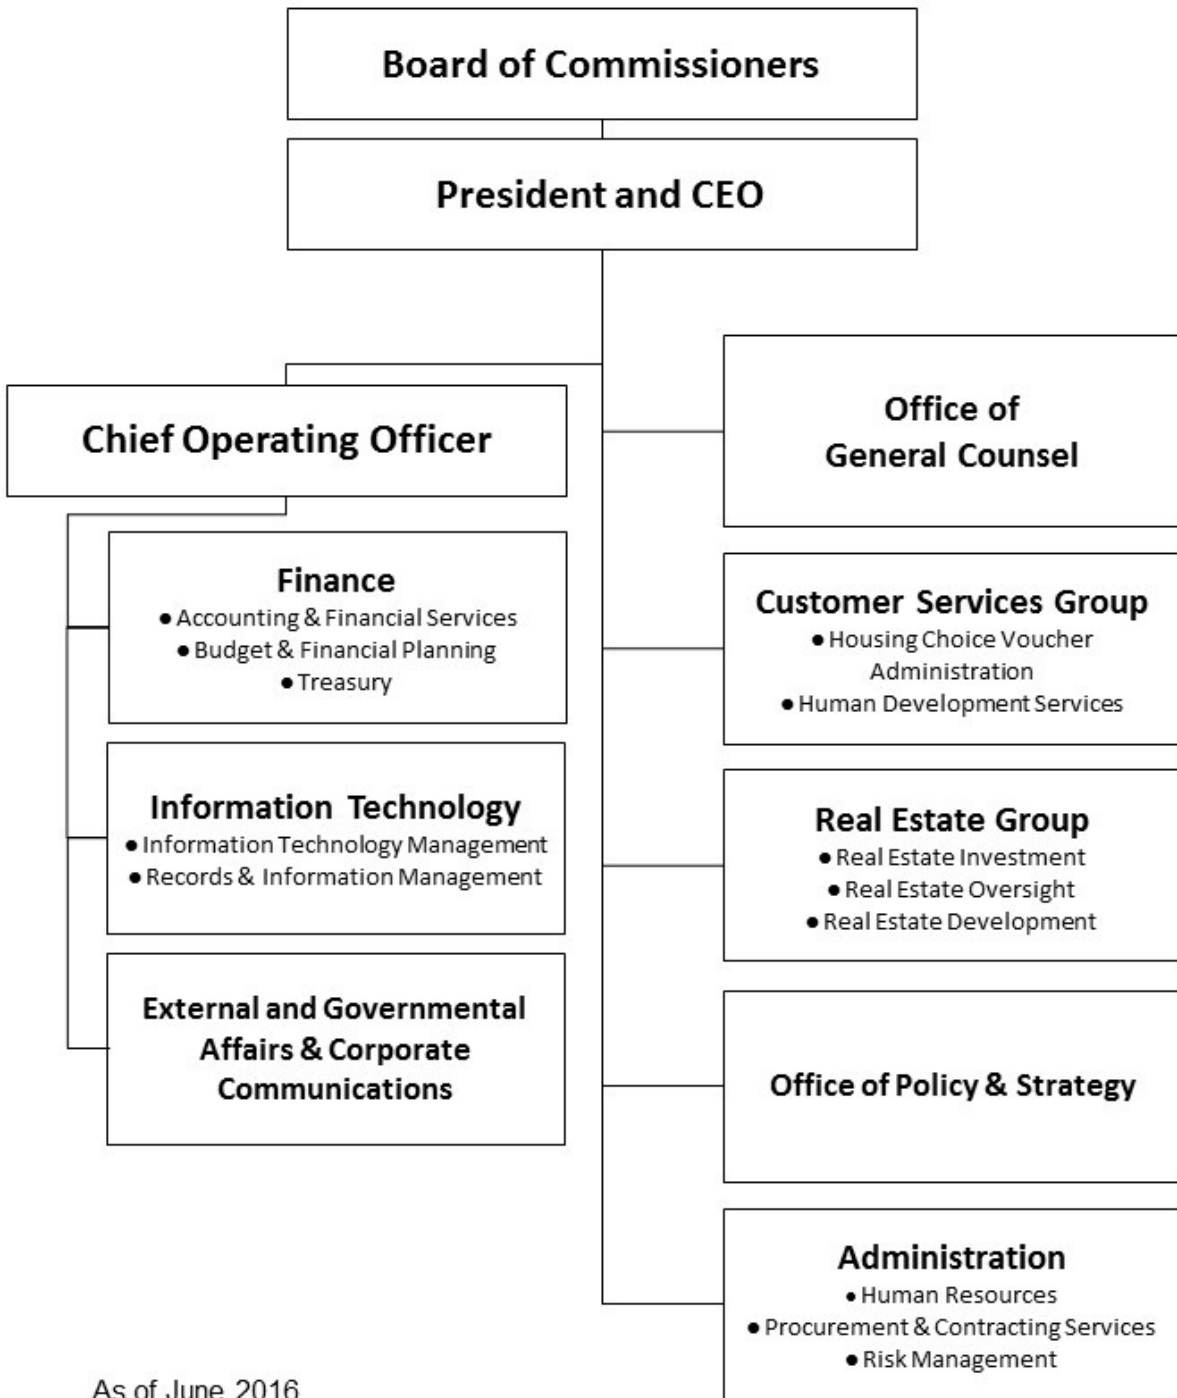 Board of Commissioners
President and CEO
Chief Operating Officer
Finance
● Accounting & Financial Services
● Budget & Financial Planning
● Treasury
Information Technology
● Information Technology Management
● Records & Information Management
External and Governmental
Affairs & Corporate
Communications
Office of
General Counsel
Customer Services Group
● Housing Choice Voucher
Administration
● Human Development Services
Real Estate Group
● Real Estate Investment
● Real Estate Oversight
● Real Estate Development
Office of Policy & Strategy
Administration
● Human Resources
● Procurement & Contracting Services
● Risk Management
As of June 2016